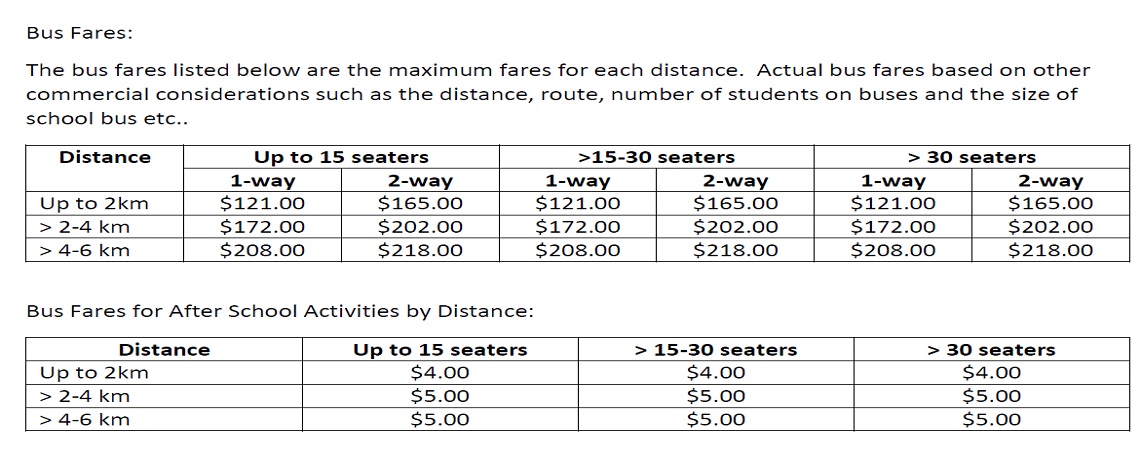 Bus Fares:
The bus fares listed below are the maximum fares for each distance.  Actual bus fares based on other
commercial considerations such as the distance, route, number of students on buses and the size of
school bus etc..
Distance Up to 15 seaters >15-30 seaters > 30 seaters
1-way 2-way 1-way 2-way 1-way 2-way
Up to 2km $121.00 $165.00 $121.00 $165.00 $121.00 $165.00
> 2-4 km $172.00 $202.00 $172.00 $202.00 $172.00 $202.00
> 4-6 km $208.00 $218.00 $208.00 $218.00 $208.00 $218.00
Bus Fares for After School Activities by Distance:
Distance Up to 15 seaters > 15-30 seaters > 30 seaters
Up to 2km $4.00 $4.00 $4.00
> 2-4 km $5.00 $5.00 $5.00
> 4-6 km $5.00 $5.00 $5.00